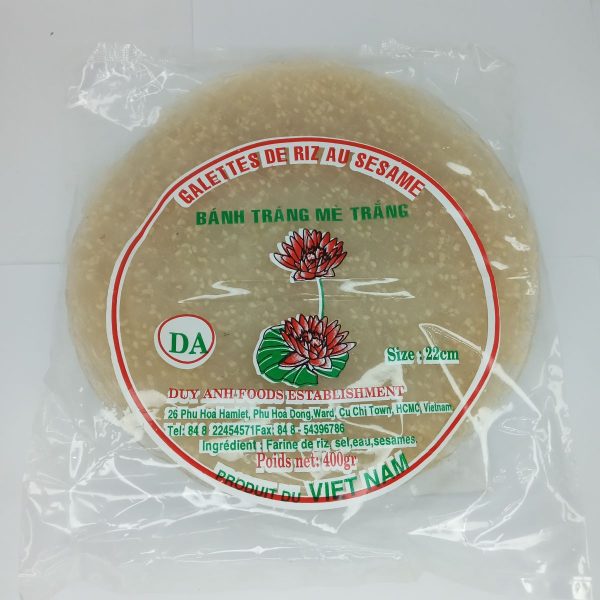 GALETTES DE RIZ AU SESAME
BÁNH TRÁNG MÈ TRẮNG
DA
Size : 22cm
DUY ANH FOODS ESTABLISHMENT
26 Phu Hoa Hamlet, Phu Hoa Dong,Ward, Cu Chi Town, HCMC, Vietnam
Tel: 84 8 22454571Fax: 84 8 - 54396786
Ingrédient : Farine de riz, sel,eau,sesames
Poids net: 400gr
PRODUIT DU VIET NAM